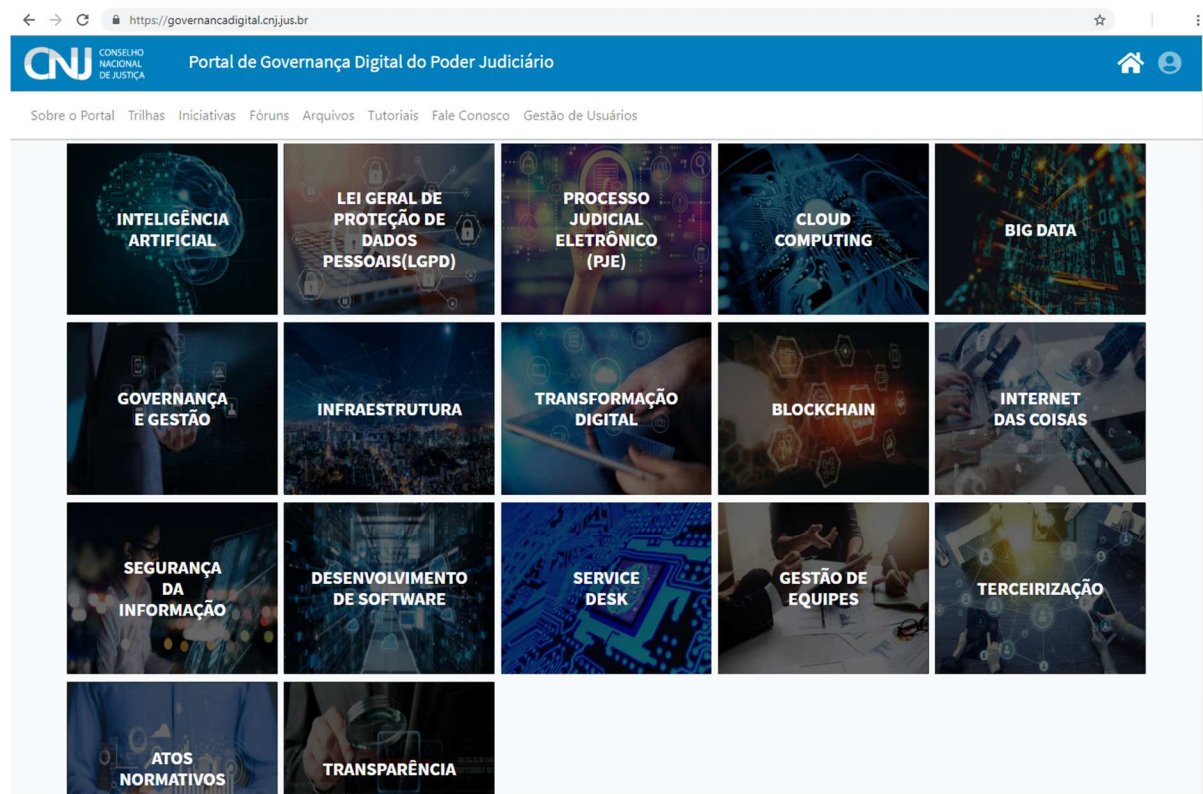 https://governancadigital.cnj.jus.br
CNJ
CONSELHO
NACIONAL
DE JUSTIÇA
Portal de Governança Digital do Poder Judiciário
Sobre o Portal Trilhas Iniciativas Fóruns Arquivos Tutoriais Fale Conosco Gestão de Usuários
INTELIGÊNCIA
ARTIFICIAL
LEI GERAL DE
PROTEÇÃO DE
DADOS
PESSOAIS(LGPD)
PROCESSO
JUDICIAL
ELETRÔNICO
(PJE)
CLOUD
COMPUTING
BIG DATA
GOVERNANÇA
E GESTÃO
INFRAESTRUTURA
TRANSFORMAÇÃO
DIGITAL
BLOCKCHAIN
INTERNET
DAS COISAS
SEGURANÇA
DA
INFORMAÇÃO
DESENVOLVIMENTO
DE SOFTWARE
SERVICE
DESK
GESTÃO DE
EQUIPES
TERCEIRIZAÇÃO
ATOS
NORMATIVOS
TRANSPARÊNCIA